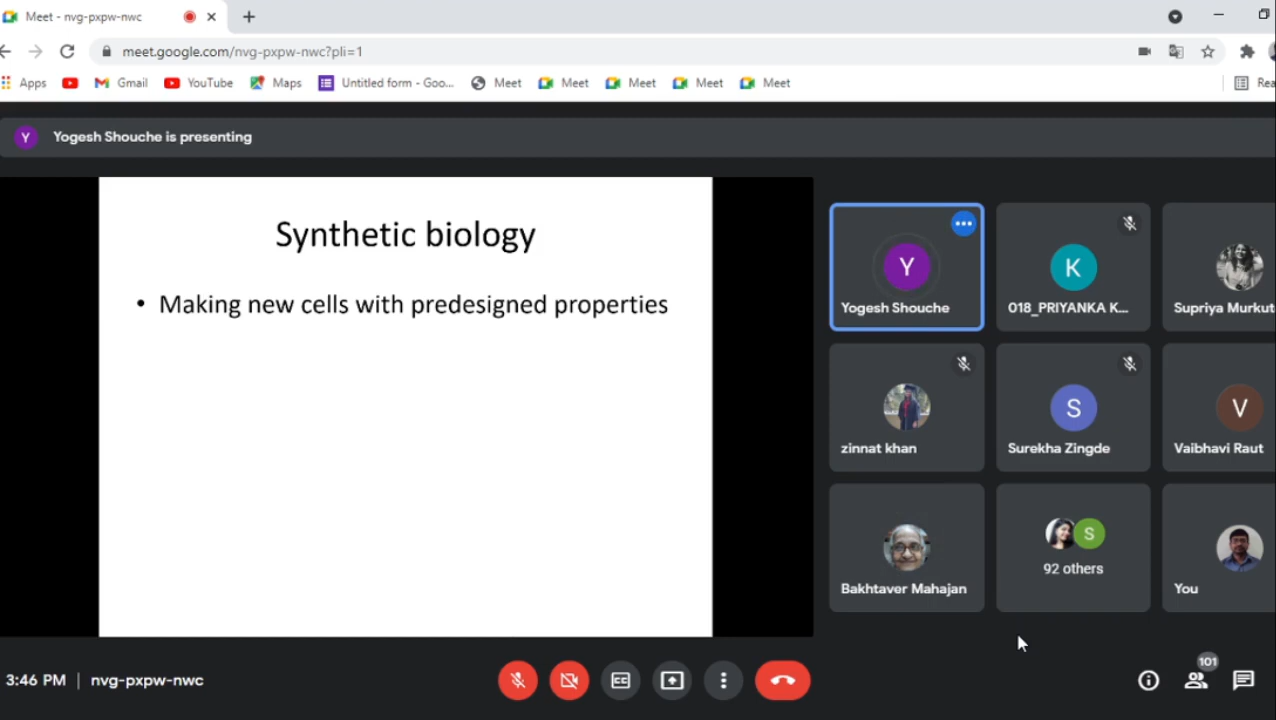 Meet - nvg-pxpw-nwc
meet.google.com/nvg-pxpw-nwc?pli=1
Apps Gmail YouTube Maps Untitled form - Goo... Meet Meet Meet Meet Meet Rea
Y Yogesh Shouche is presenting
Synthetic biology
• Making new cells with predesigned properties
Y
Yogesh Shouche
K
018_PRIYANKA K...
Supriya Murkut
zinnat khan
S
Surekha Zingde
V
Vaibhavi Raut
Bakhtaver Mahajan
S
92 others
You
3:46 PM | nvg-pxpw-nwc
101